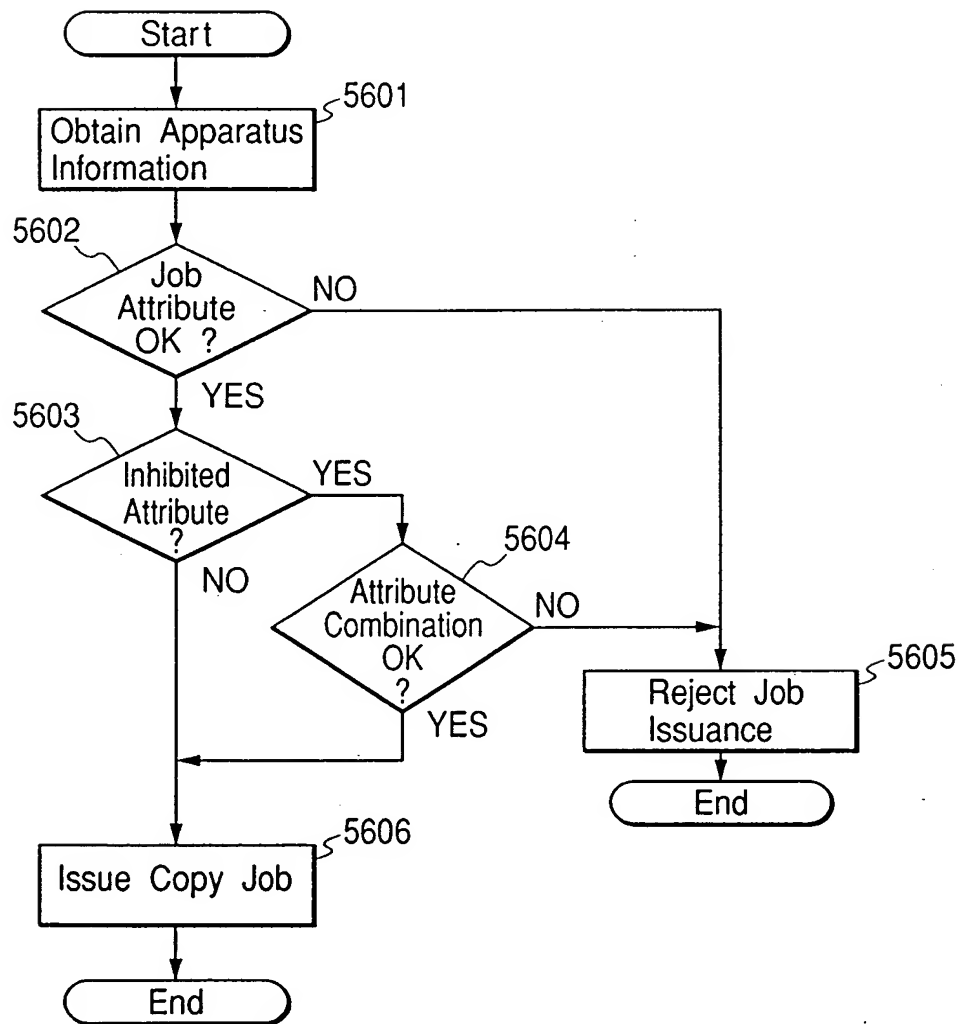 Start
5601
Obtain Apparatus
Information
5602
Job
Attribute
OK ?
NO
YES
5603
Inhibited
Attribute
?
YES
NO
5604
Attribute
Combination
OK
?
NO
YES
5605
Reject Job
Issuance
End
5606
Issue Copy Job
End